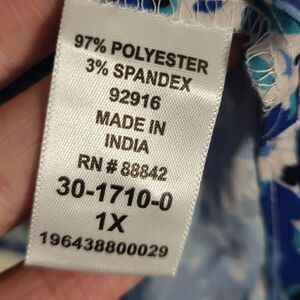 97% POLYESTER
3% SPANDEX
92916
MADE IN
INDIA
RN # 88842
30-1710-0
1X
196438800029